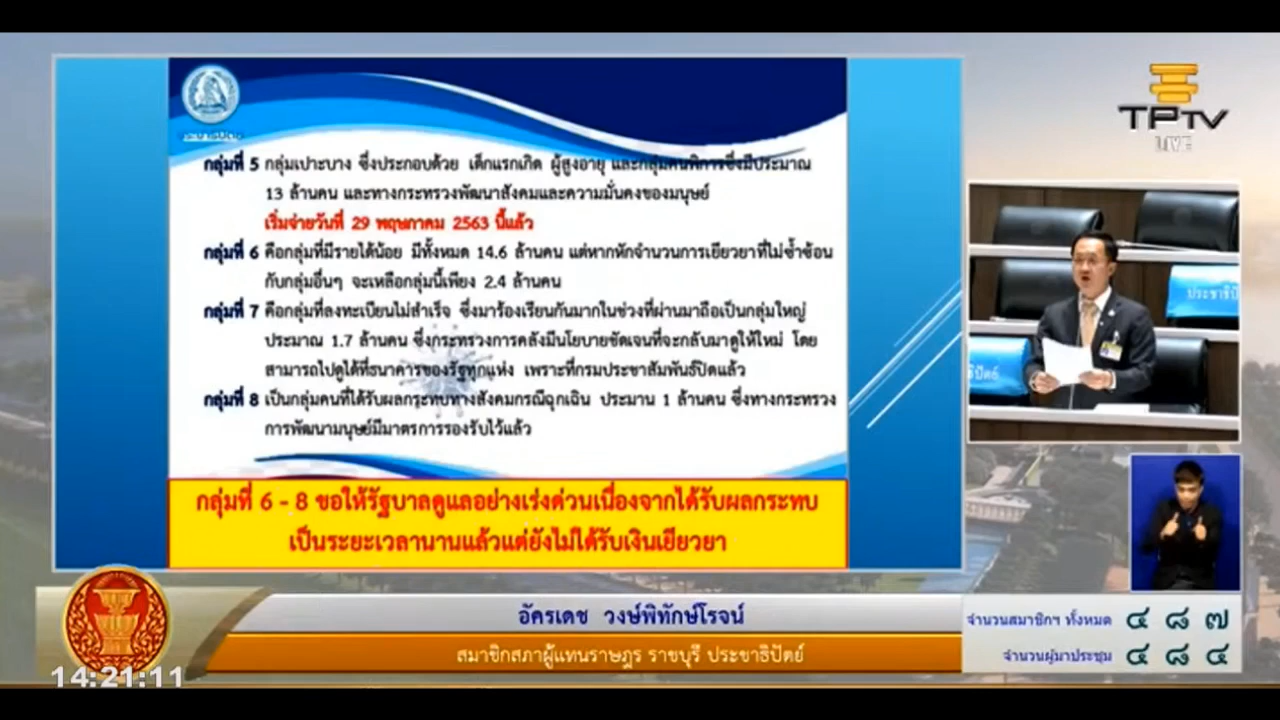 TPTV
LIVE
กลุ่มที่ 5 กลุ่มเปราะบาง ซึ่งประกอบด้วย เด็กแรกเกิด ผู้สูงอายุ และกลุ่มคนพิการซึ่งมีประมาณ
13 ล้านคน และทางกระทรวงพัฒนาสังคมและความมั่นคงของมนุษย์
เริ่มจ่ายวันที่ 29 พฤษภาคม 2563 นี้แล้ว
กลุ่มที่ 6 คือกลุ่มที่มีรายได้น้อย มีทั้งหมด 14.6 ล้านคน แต่หากหักจำนวนการเยียวยาที่ไม่ซ้ำซ้อน
กับกลุ่มอื่นๆ จะเหลือกลุ่มนี้เพียง 2.4 ล้านคน
กลุ่มที่ 7 คือกลุ่มที่ลงทะเบียนไม่สำเร็จ ซึ่งมาร้องเรียนกันมากในช่วงที่ผ่านมาถือเป็นกลุ่มใหญ่
ประมาณ 1.7 ล้านคน ซึ่งกระทรวงการคลังมีนโยบายชัดเจนที่จะกลับมาดูให้ใหม่ โดย
สามารถไปดูได้ที่ธนาคารของรัฐทุกแห่ง เพราะที่กรมประชาสัมพันธ์ปิดแล้ว
กลุ่มที่ 8 เป็นกลุ่มคนที่ได้รับผลกระทบทางสังคมกรณีฉุกเฉิน ประมาน 1 ล้านคน ซึ่งทางกระทรวง
การพัฒนามนุษย์มีมาตรการรองรับไว้แล้ว
กลุ่มที่ 6 - 8 ขอให้รัฐบาลดูแลอย่างเร่งด่วนเนื่องจากได้รับผลกระทบ
เป็นระยะเวลานานแล้วแต่ยังไม่ได้รับเงินเยียวยา
อัครเดช วงษ์พิทักษ์โรจน์
สมาชิกสภาผู้แทนราษฎร ราชบุรี ประชาธิปัตย์
จำนวนสมาชิกฯ ทั้งหมด ๔ ๘ ๗
จำนวนผู้มาประชุม ๔ ๘ ๔
14:21:11